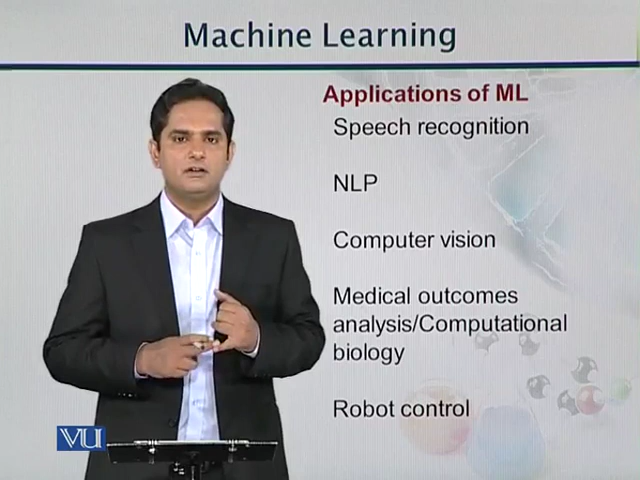 Machine Learning
Applications of ML
Speech recognition
NLP
Computer vision
Medical outcomes
analysis/Computational
biology
Robot control
VU